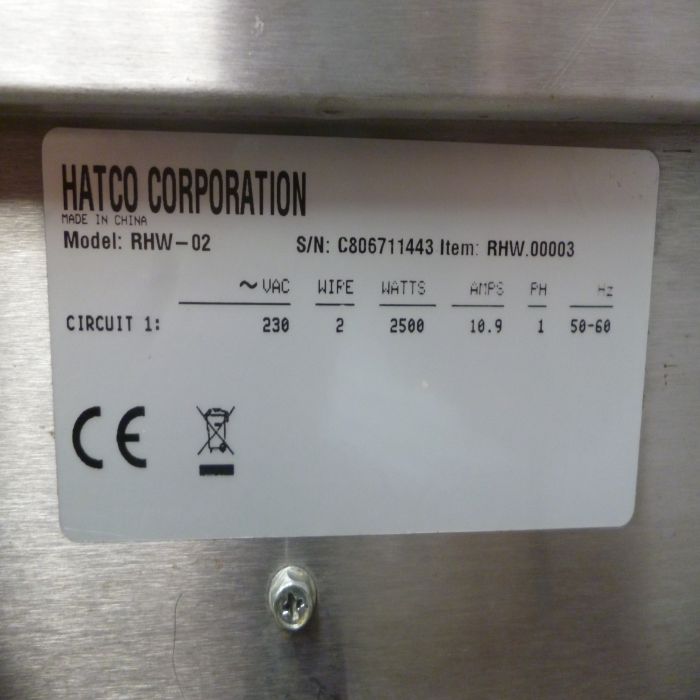 HATCO CORPORATION
MADE IN CHINA
Model: RHW-02 S/N: C806711443 Item: RHW.00003
~VAC WIRE WATTS AMPS PH Hz
CIRCUIT 1: 230 2 2500 10.9 1 50-60
CE